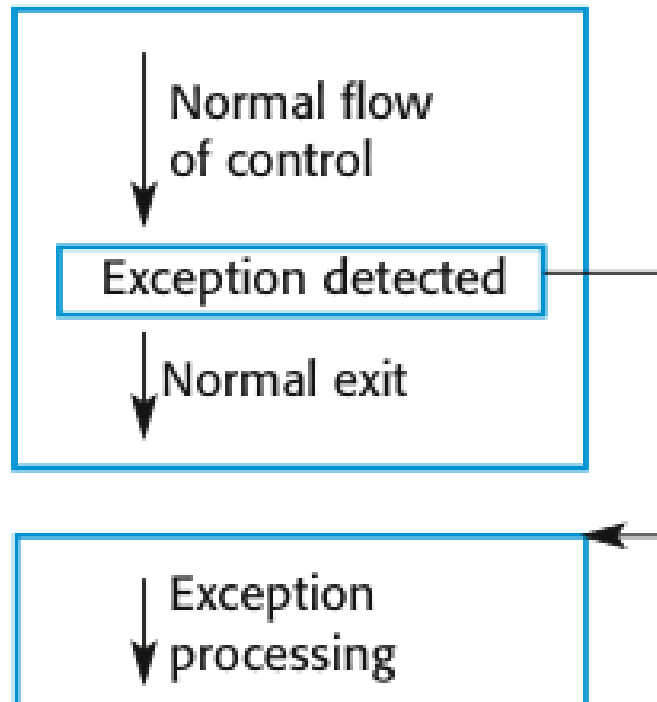 Normal flow
of control
Exception detected
Normal exit
Exception
processing